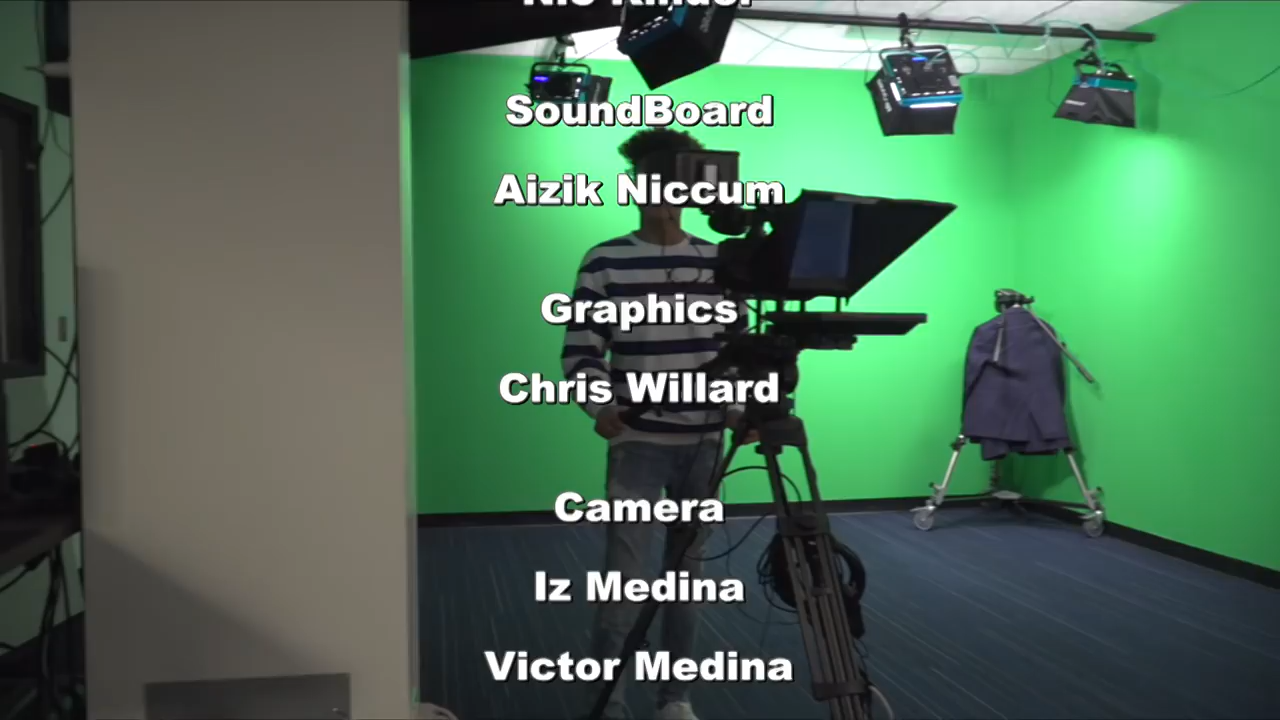 SoundBoard
Aizik Niccum
Graphics
Chris Willard
Camera
Iz Medina
Victor Medina